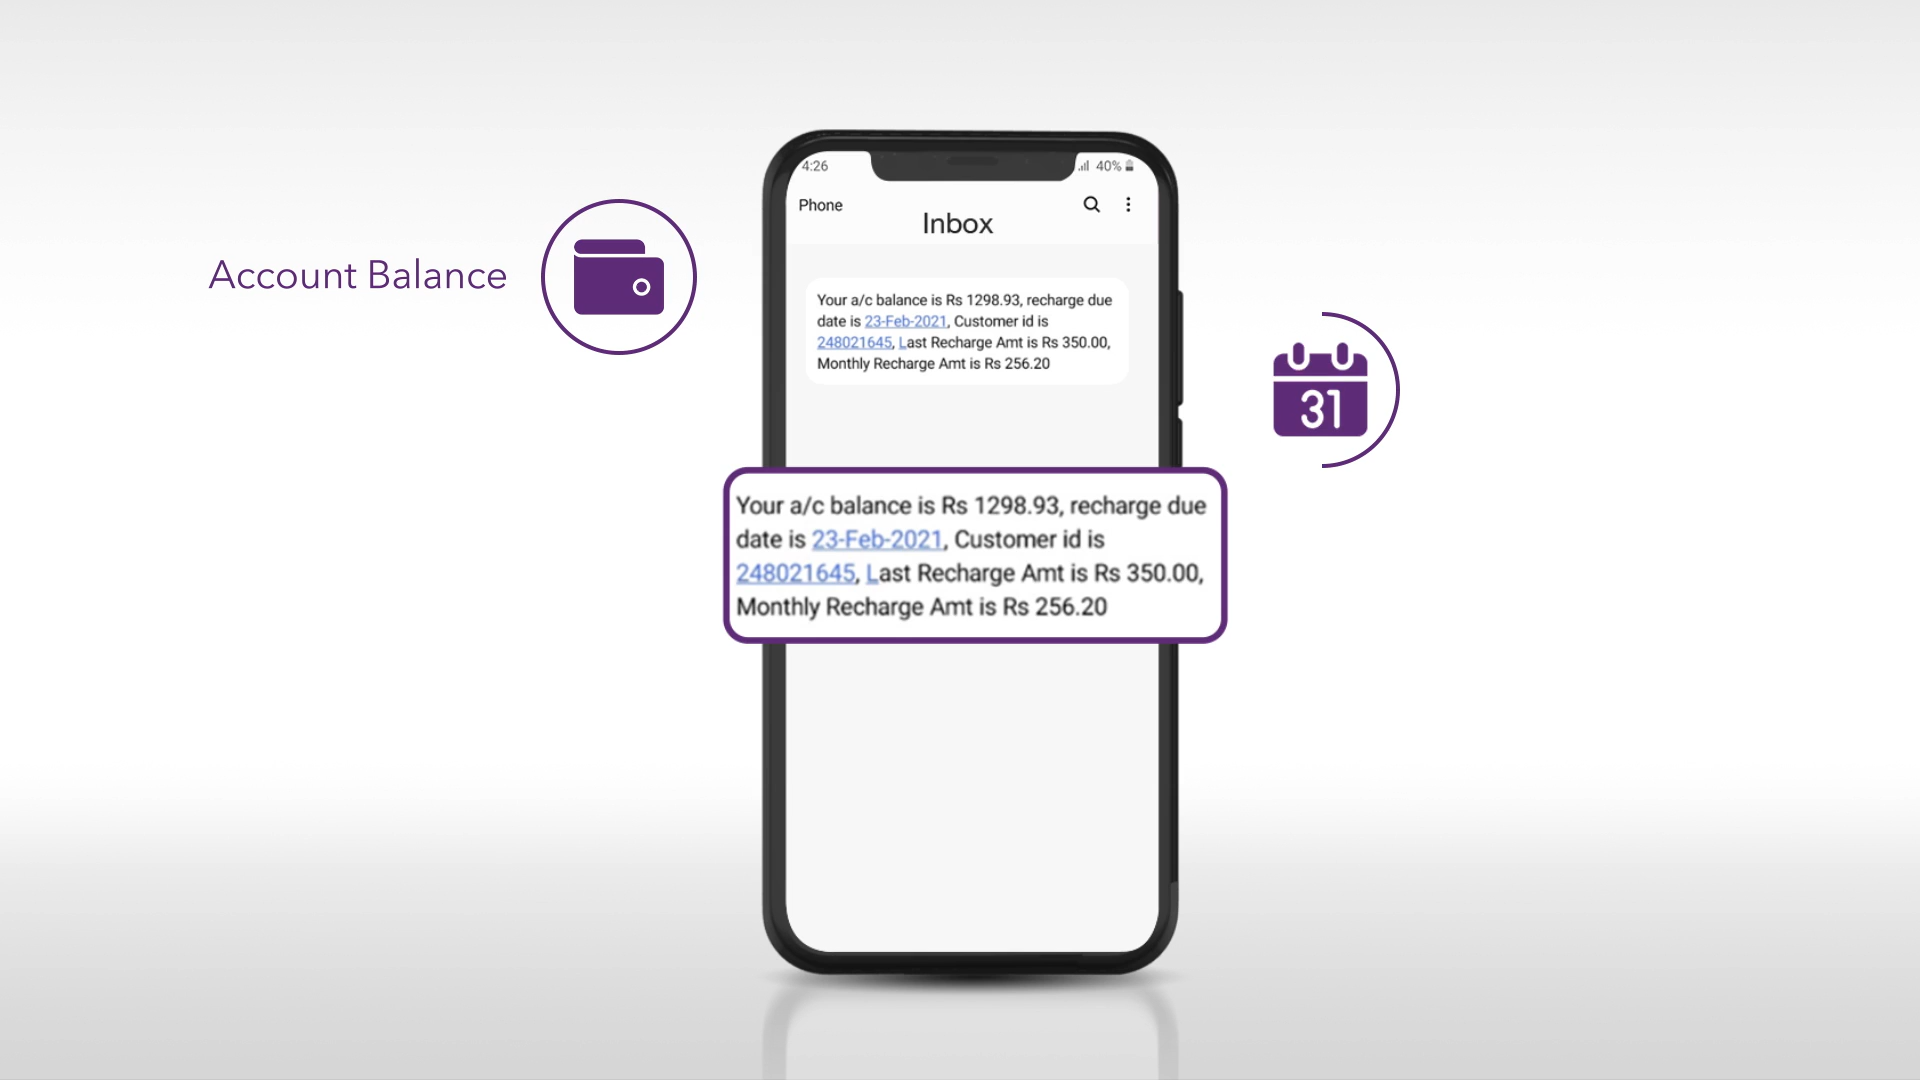 4:26
40%
Phone
Inbox
Account Balance
Your a/c balance is Rs 1298.93, recharge due
date is 23-Feb-2021, Customer id is
248021645, Last Recharge Amt is Rs 350.00,
Monthly Recharge Amt is Rs 256.20
31
Your a/c balance is Rs 1298.93, recharge due
date is 23-Feb-2021, Customer id is
248021645, Last Recharge Amt is Rs 350.00,
Monthly Recharge Amt is Rs 256.20